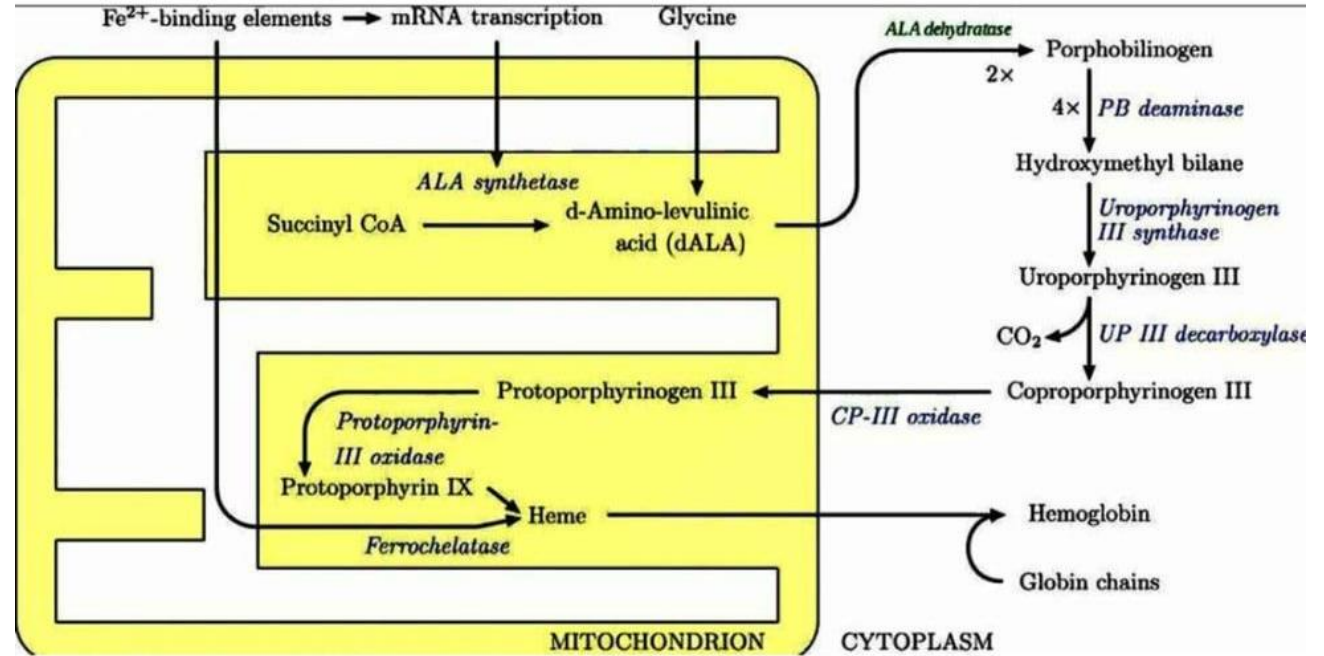 Fe²⁺-binding elements → mRNA transcription
Glycine
ALA dehydratase
Porphobilinogen
2×
4×
PB deaminase
Hydroxymethyl bilane
ALA synthetase
Succinyl CoA
d-Amino-levulinic
acid (dALA)
Uroporphyrinogen
III synthase
Uroporphyrinogen III
CO₂
UP III decarboxylase
Protoporphyrinogen III
Coproporphyrinogen III
CP-III oxidase
Protoporphyrin-
III oxidase
Protoporphyrin IX
Heme
Hemoglobin
Ferrochelatase
Globin chains
MITOCHONDRION
CYTOPLASM